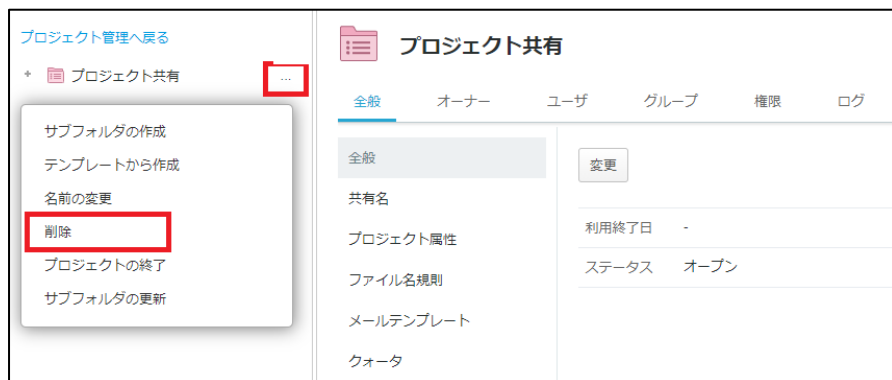 プロジェクト管理へ戻る
+ プロジェクト共有 ...
サブフォルダの作成
テンプレートから作成
名前の変更
削除
プロジェクトの終了
サブフォルダの更新
プロジェクト共有
全般 オーナー ユーザ グループ 権限 ログ
全般
共有名
プロジェクト属性
ファイル名規則
メールテンプレート
クォータ
変更
利用終了日 -
ステータス オープン